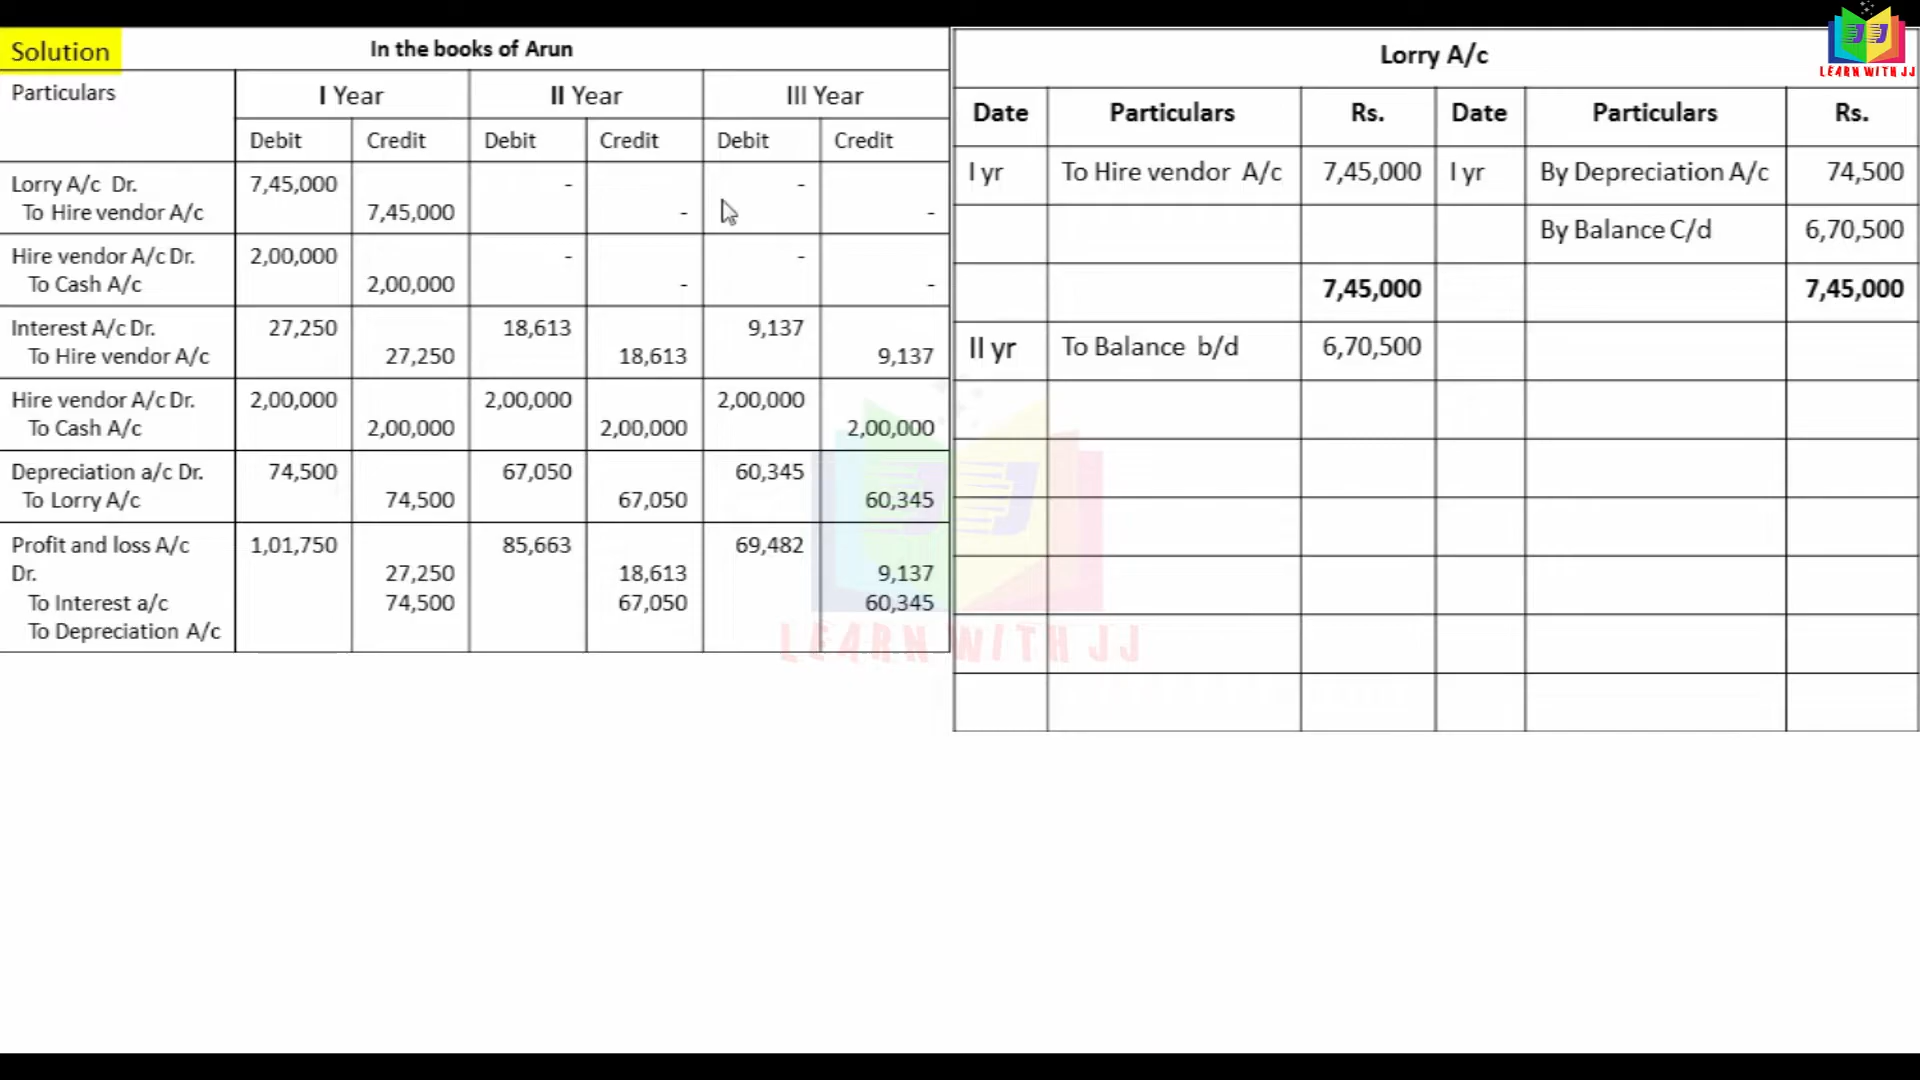 Solution
In the books of Arun
Particulars I Year II Year III Year
Debit Credit Debit Credit Debit Credit
Lorry A/c Dr. 7,45,000 - -
To Hire vendor A/c 7,45,000 - -
Hire vendor A/c Dr. 2,00,000 - -
To Cash A/c 2,00,000 - -
Interest A/c Dr. 27,250 18,613 9,137
To Hire vendor A/c 27,250 18,613 9,137
Hire vendor A/c Dr. 2,00,000 2,00,000 2,00,000
To Cash A/c 2,00,000 2,00,000 2,00,000
Depreciation a/c Dr. 74,500 67,050 60,345
To Lorry A/c 74,500 67,050 60,345
Profit and loss A/c 1,01,750 85,663 69,482
Dr. 27,250 18,613 9,137
To Interest a/c 74,500 67,050 60,345
To Depreciation A/c
Lorry A/c
Date Particulars Rs. Date Particulars Rs.
I yr To Hire vendor A/c 7,45,000 I yr By Depreciation A/c 74,500
By Balance C/d 6,70,500
7,45,000 7,45,000
II yr To Balance b/d 6,70,500
JJ
LEARN WITH JJ
JJ
LEARN WITH JJ